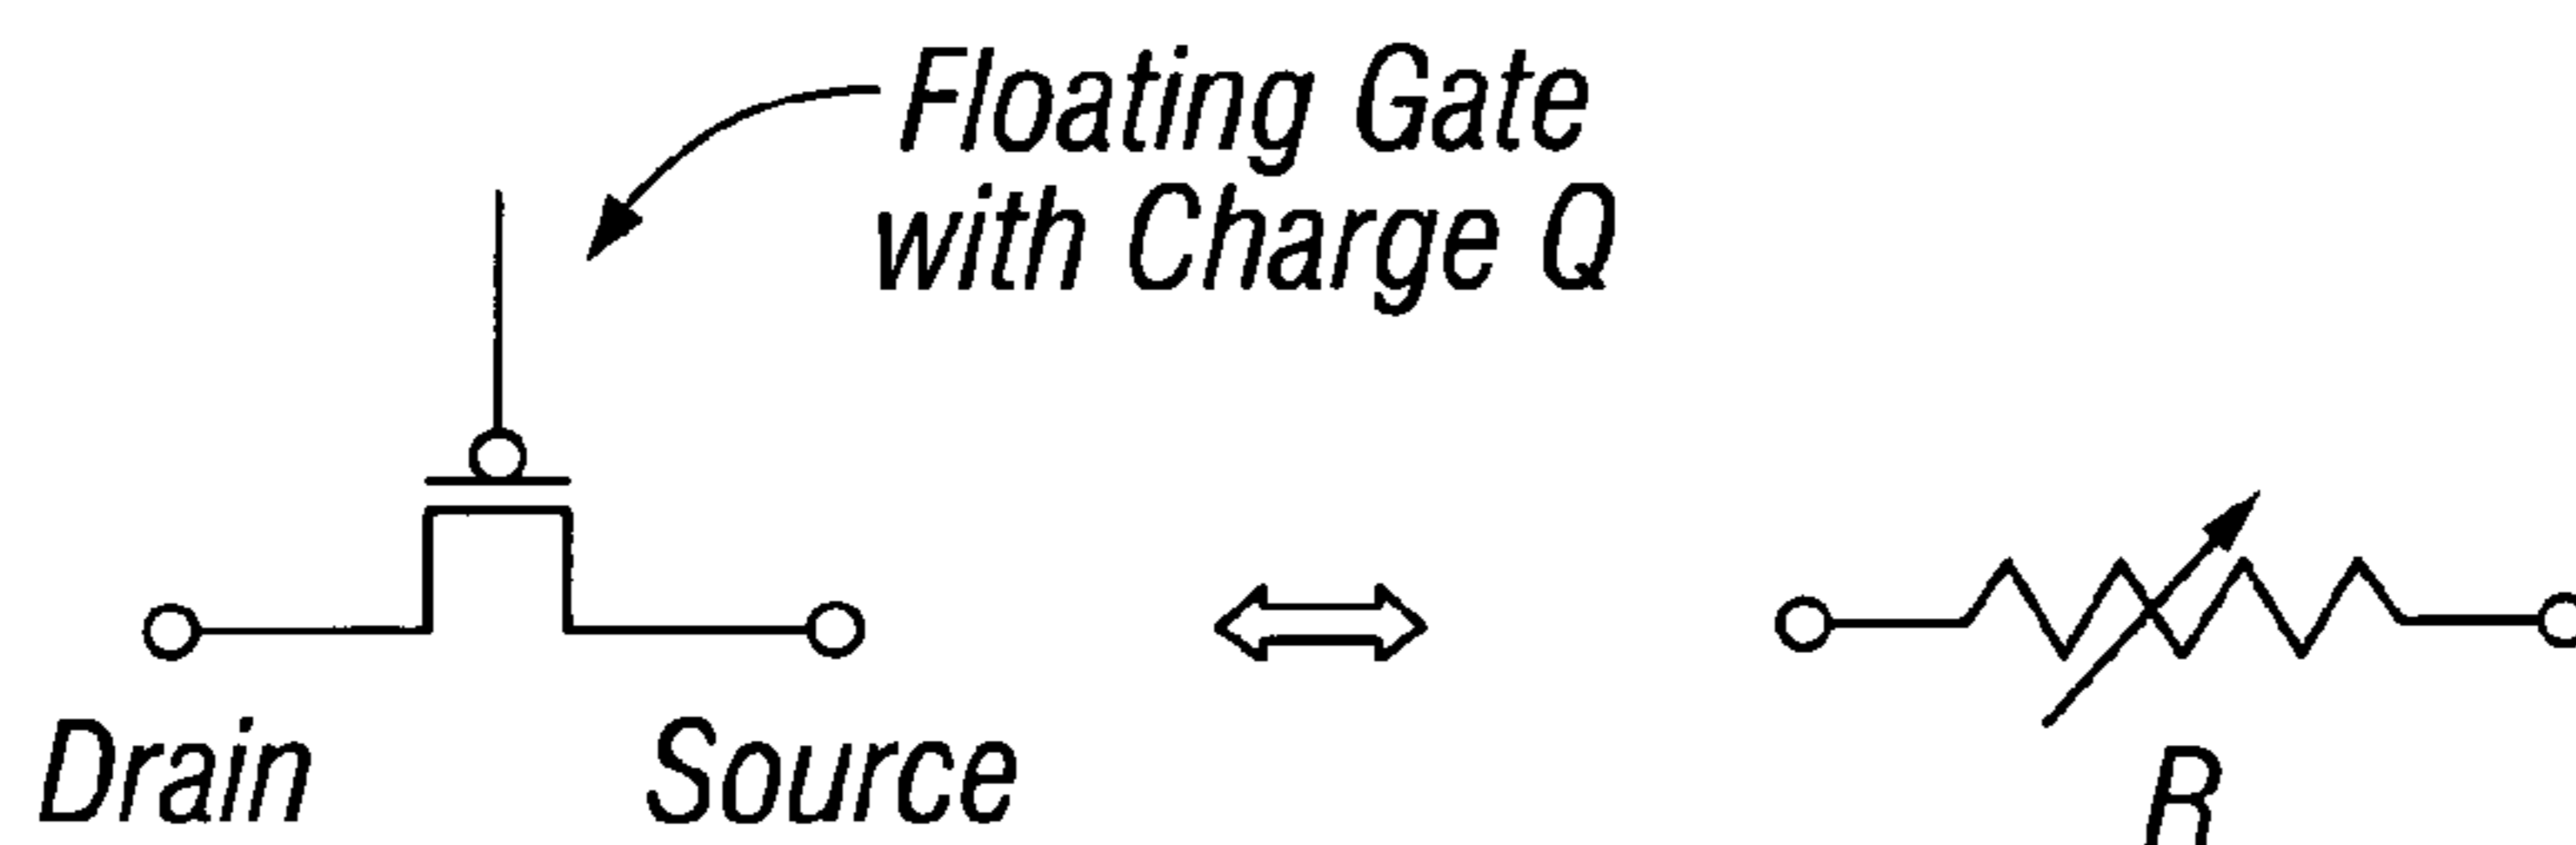 Floating Gate
with Charge Q
Drain
Source
R